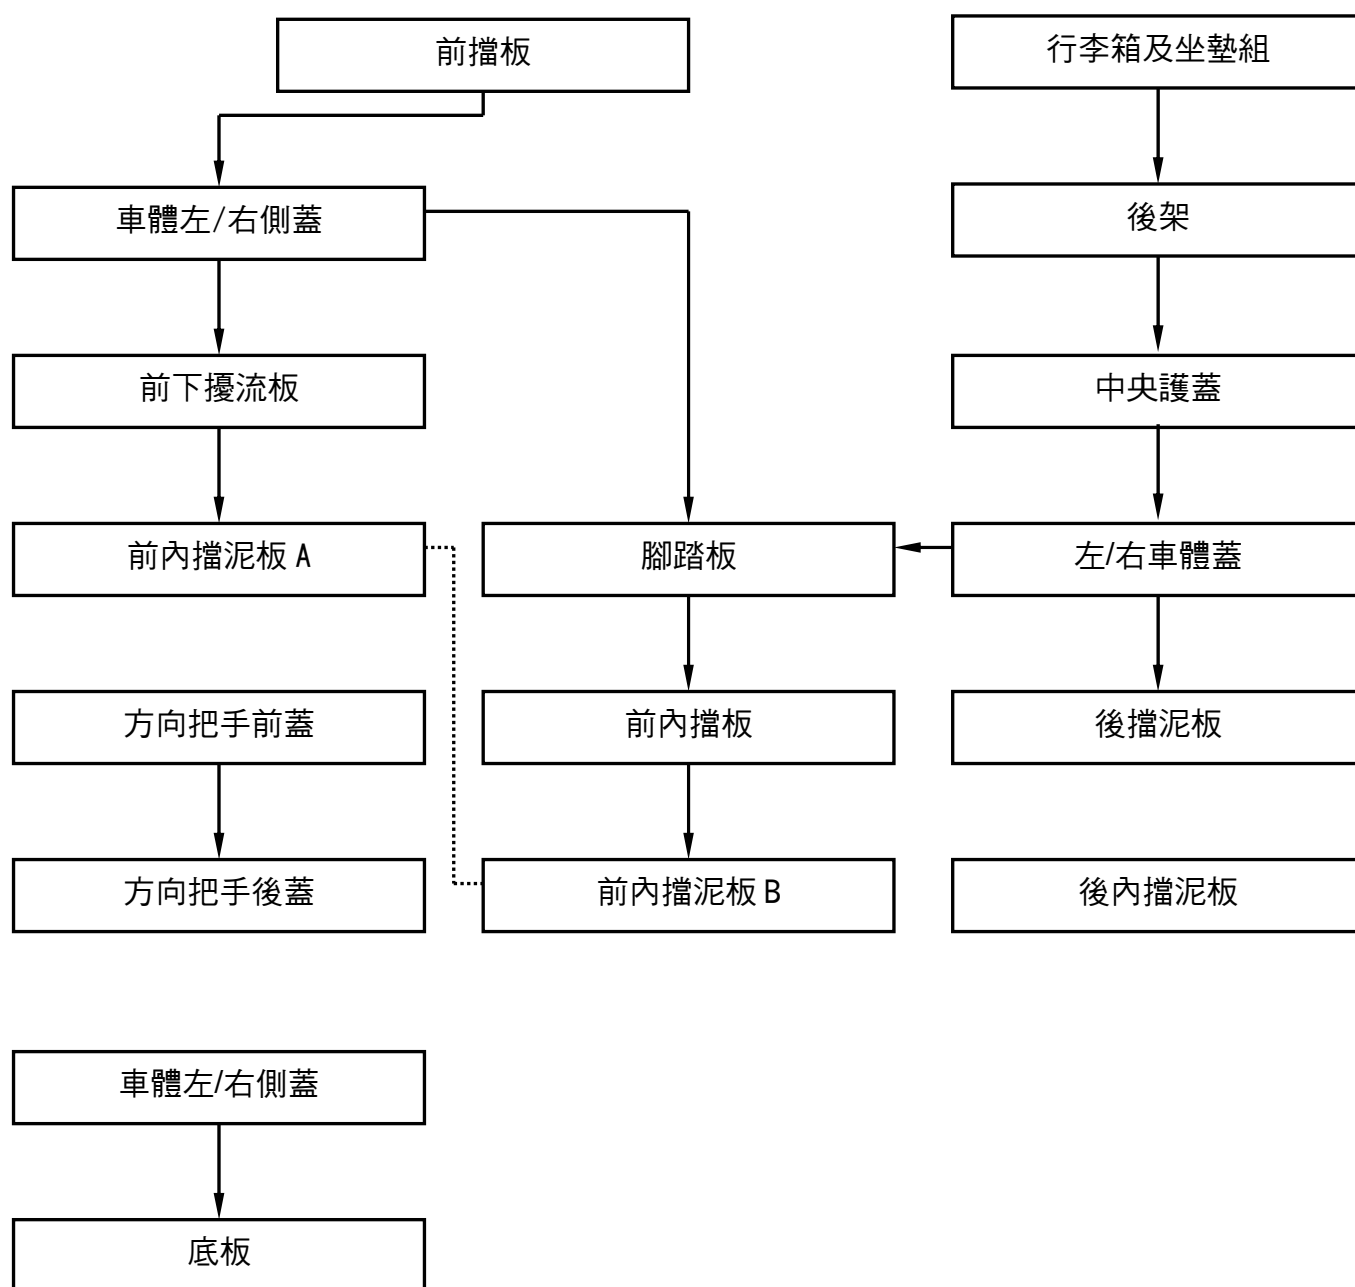 前擋板
行李箱及坐墊組
車體左/右側蓋
後架
前下擾流板
中央護蓋
前內擋泥板 A
腳踏板
左/右車體蓋
方向把手前蓋
前內擋板
後擋泥板
方向把手後蓋
前內擋泥板 B
後內擋泥板
車體左/右側蓋
底板